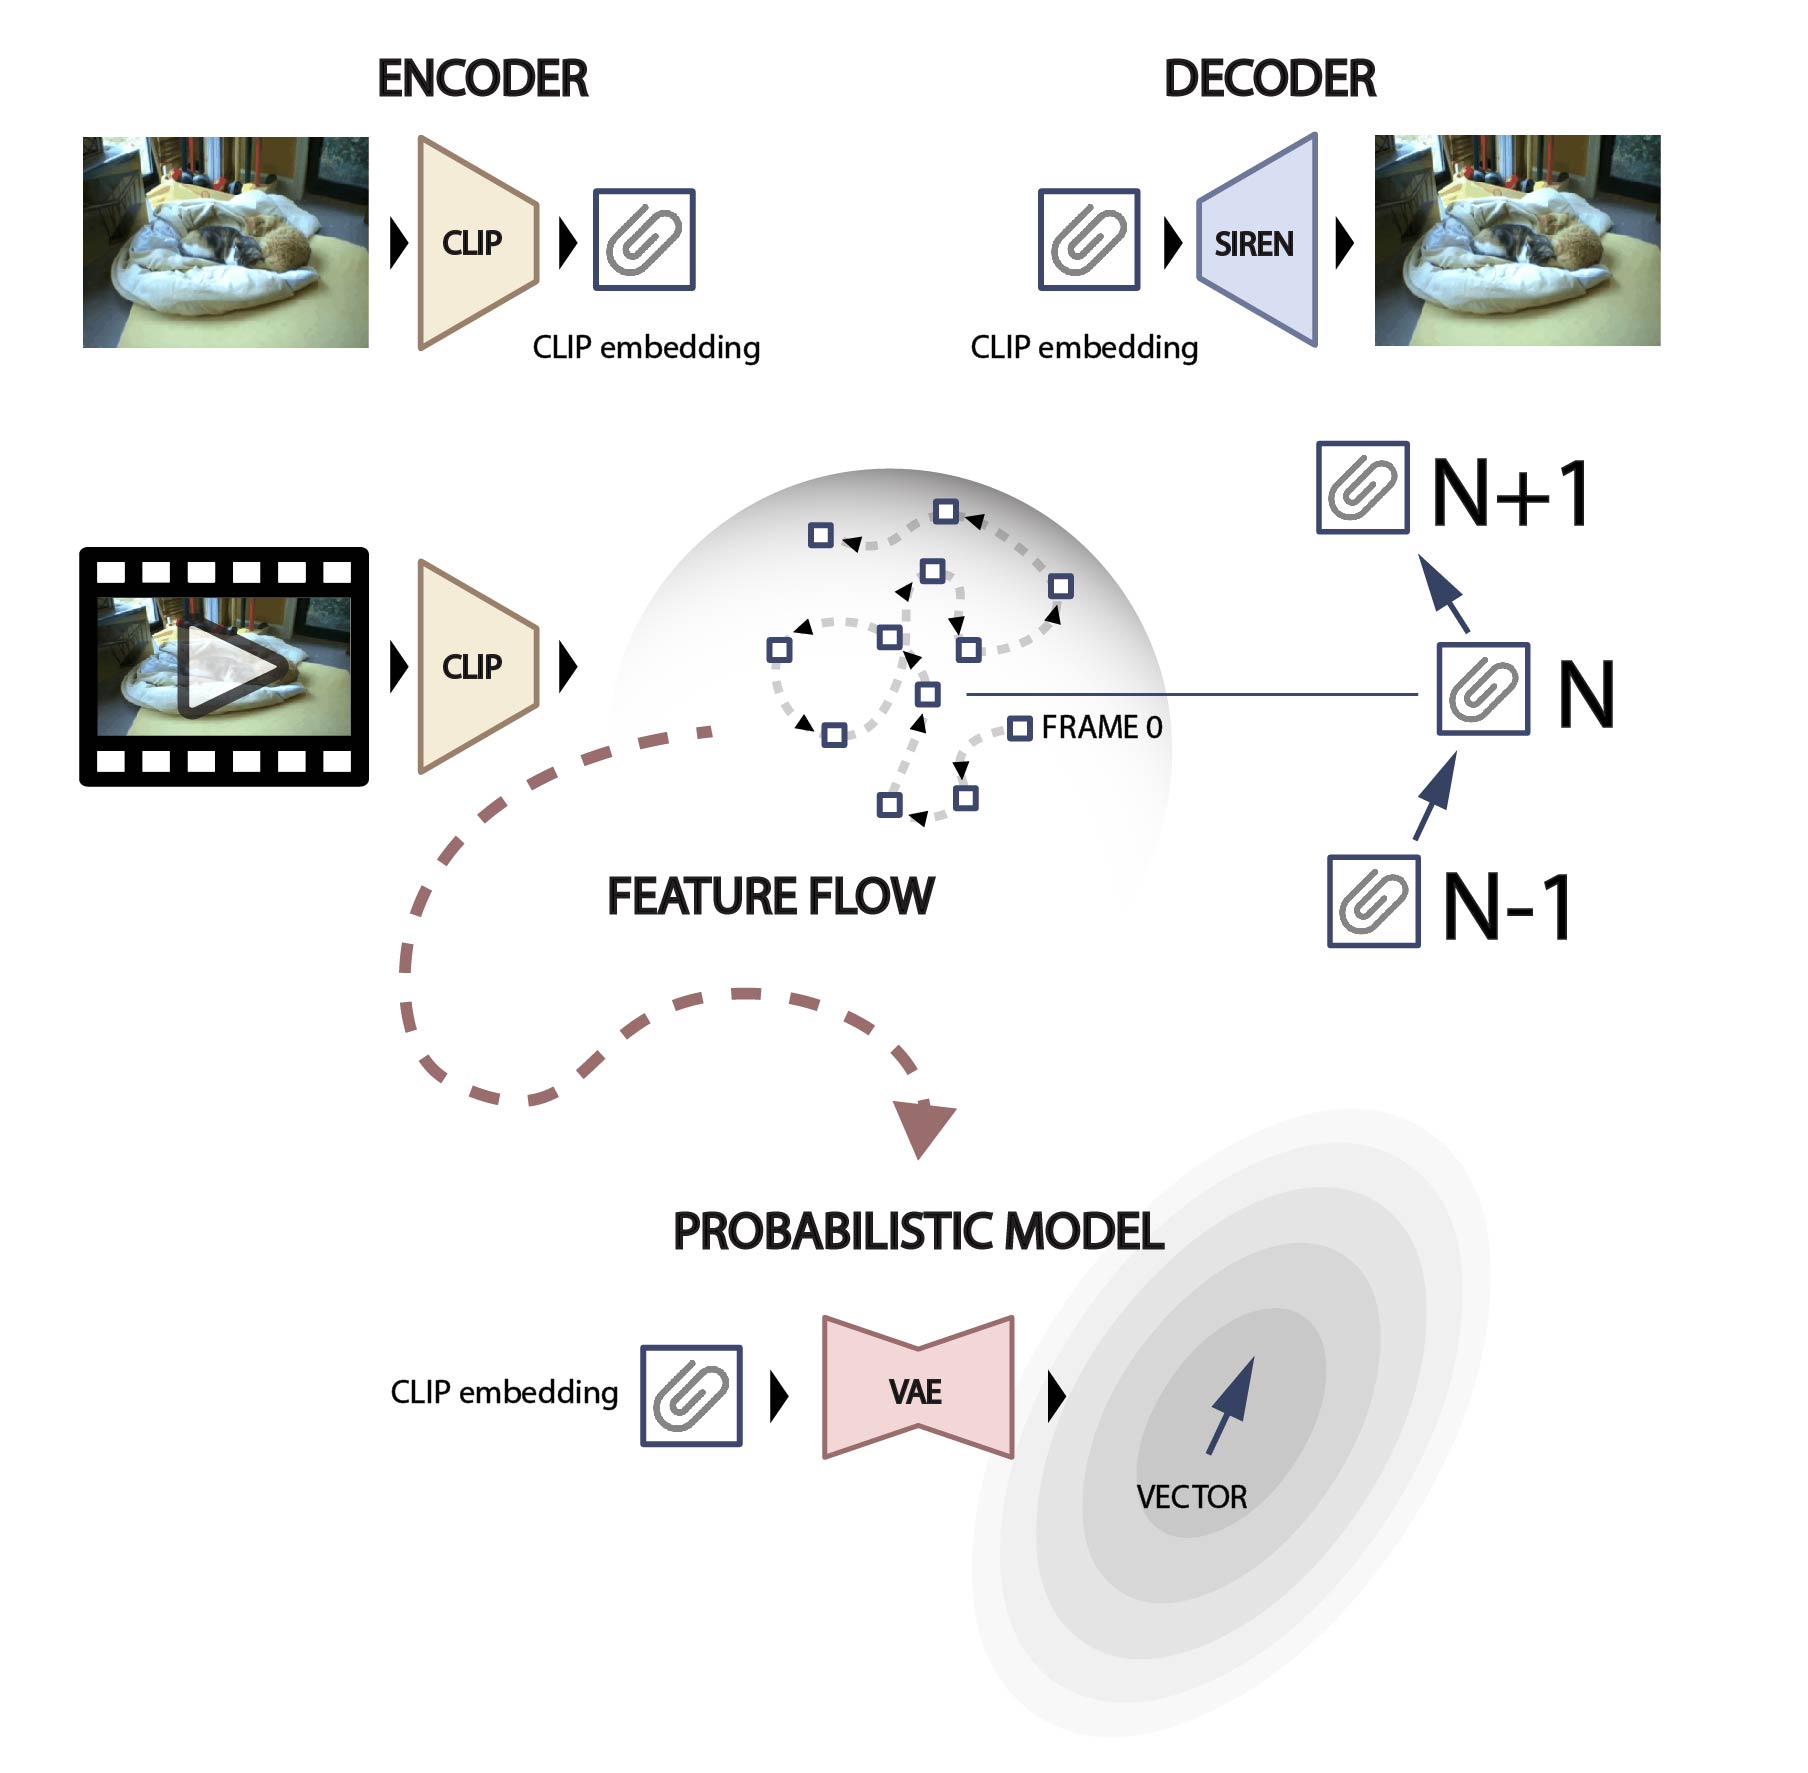 ENCODER
DECODER
CLIP
SIREN
CLIP embedding
CLIP embedding
N+1
CLIP
N
FRAME 0
N-1
FEATURE FLOW
PROBABILISTIC MODEL
CLIP embedding
VAE
VECTOR